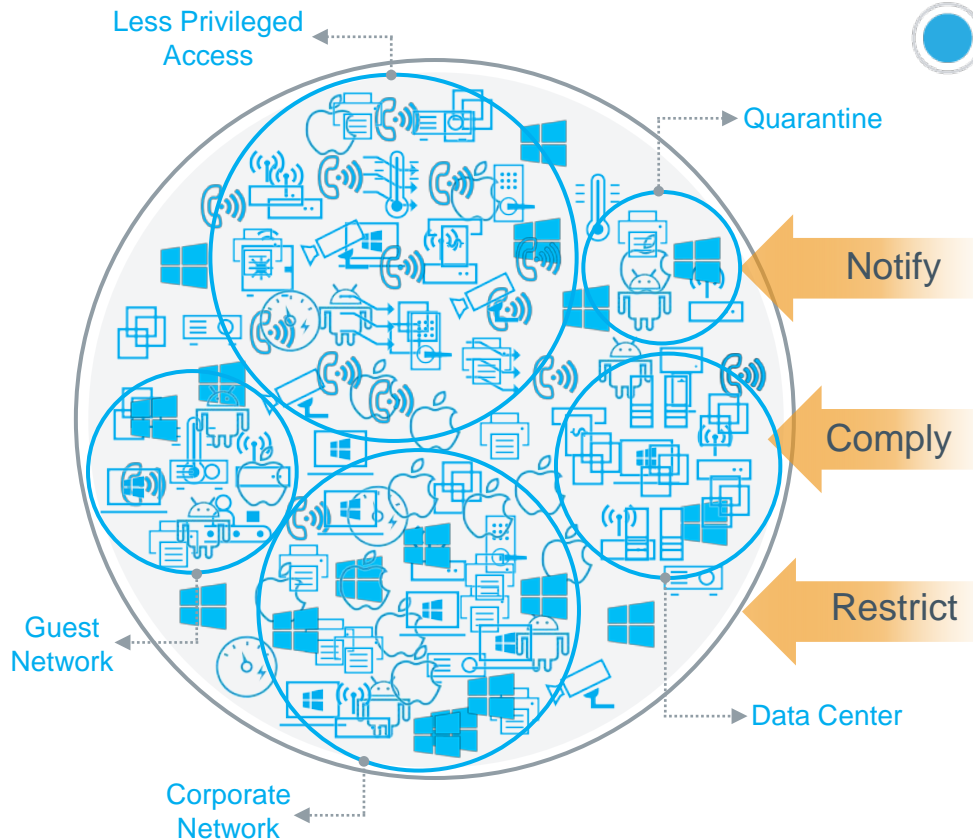 Less Privileged
Access
Quarantine
Notify
Comply
Restrict
Guest
Network
Data Center
Corporate
Network